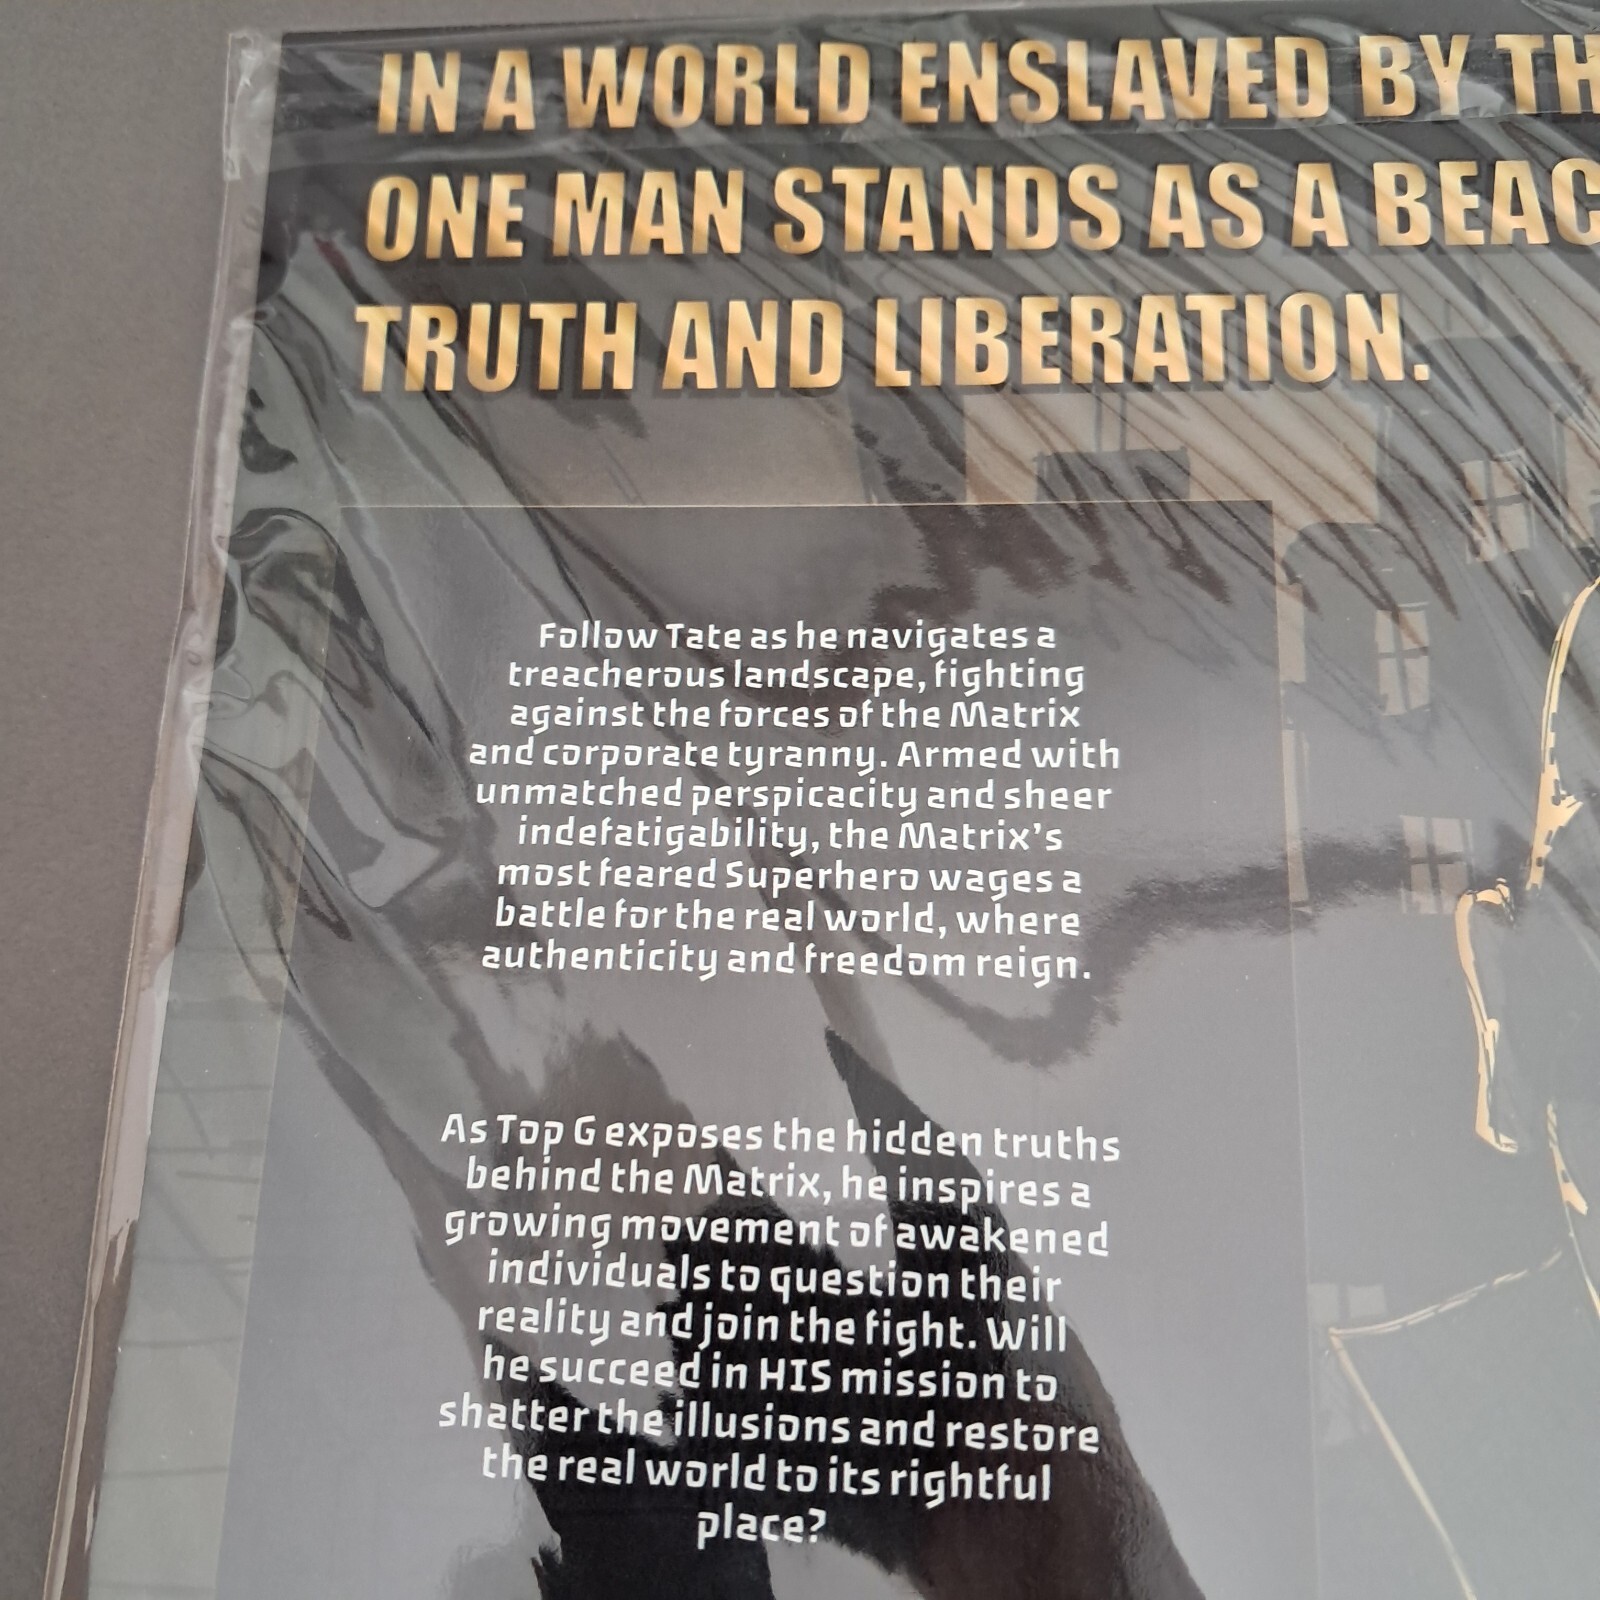 IN A WORLD ENSLAVED BY TH
ONE MAN STANDS AS A BEAC
TRUTH AND LIBERATION.
Follow Tate as he navigates a
treacherous landscape, fighting
against the forces of the Matrix
and corporate tyranny. Armed with
unmatched perspicacity and sheer
indefatigability, the Matrix's
most feared Superhero wages a
battle for the real world, where
authenticity and freedom reign.
As Top G exposes the hidden truths
behind the Matrix, he inspires a
growing movement of awakened
individuals to question their
reality and join the fight. Will
he succeed in HIS mission to
shatter the illusions and restore
the real world to its rightful
place?